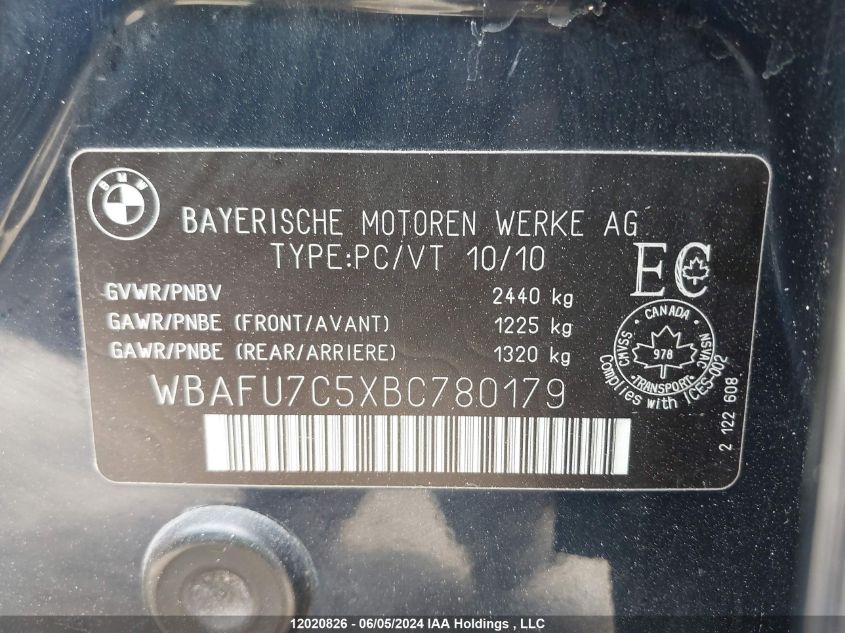 BMW
BAYERISCHE MOTOREN WERKE AG
TYPE:PC/VT 10/10
EC
GVWR/PNBV 2440 kg
GAWR/PNBE (FRONT/AVANT) 1225 kg
GAWR/PNBE (REAR/ARRIERE) 1320 kg
WBAFU7C5XBC780179
CANADA
CMVSS NSVAC
978
TRANSPORT
Complies with ICES-002
2 122 608
12020826 - 06/05/2024 IAA Holdings , LLC